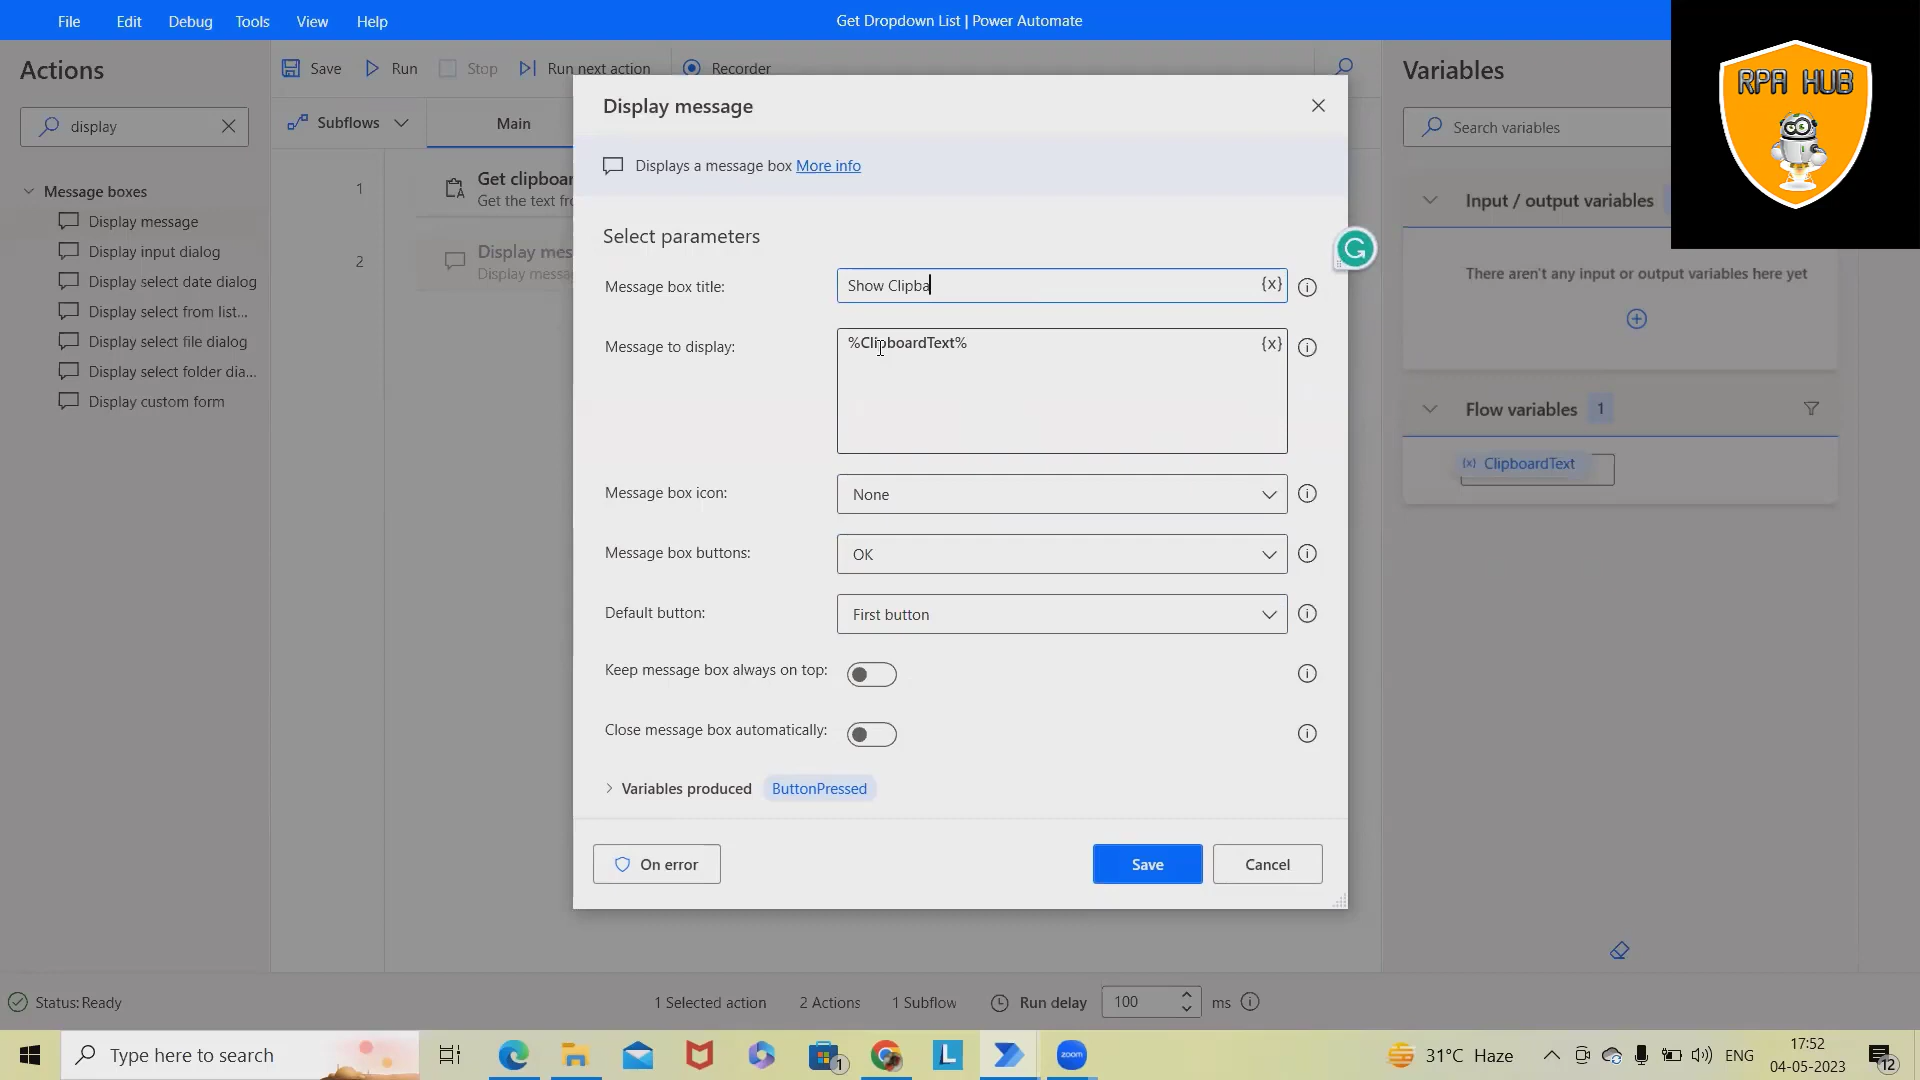 File Edit Debug Tools View Help
Get Dropdown List | Power Automate
RPA HUB
Actions
display
Message boxes
Display message
Display input dialog
Display select date dialog
Display select from list...
Display select file dialog
Display select folder dia...
Display custom form
Save Run Stop Run next action Recorder
Subflows Main
1 Get clipboar
Get the text fro
2 Display mes
Display messa
Display message
Displays a message box More info
Select parameters
Message box title: Show Clipba {x}
Message to display: %ClipboardText% {x}
Message box icon: None
Message box buttons: OK
Default button: First button
Keep message box always on top:
Close message box automatically:
Variables produced ButtonPressed
On error Save Cancel
Variables
Search variables
Input / output variables
There aren't any input or output variables here yet
Flow variables 1
{x} ClipboardText
Status: Ready 1 Selected action 2 Actions 1 Subflow Run delay 100 ms
Type here to search
1
L
zoom
31°C Haze
ENG
17:52
04-05-2023
12